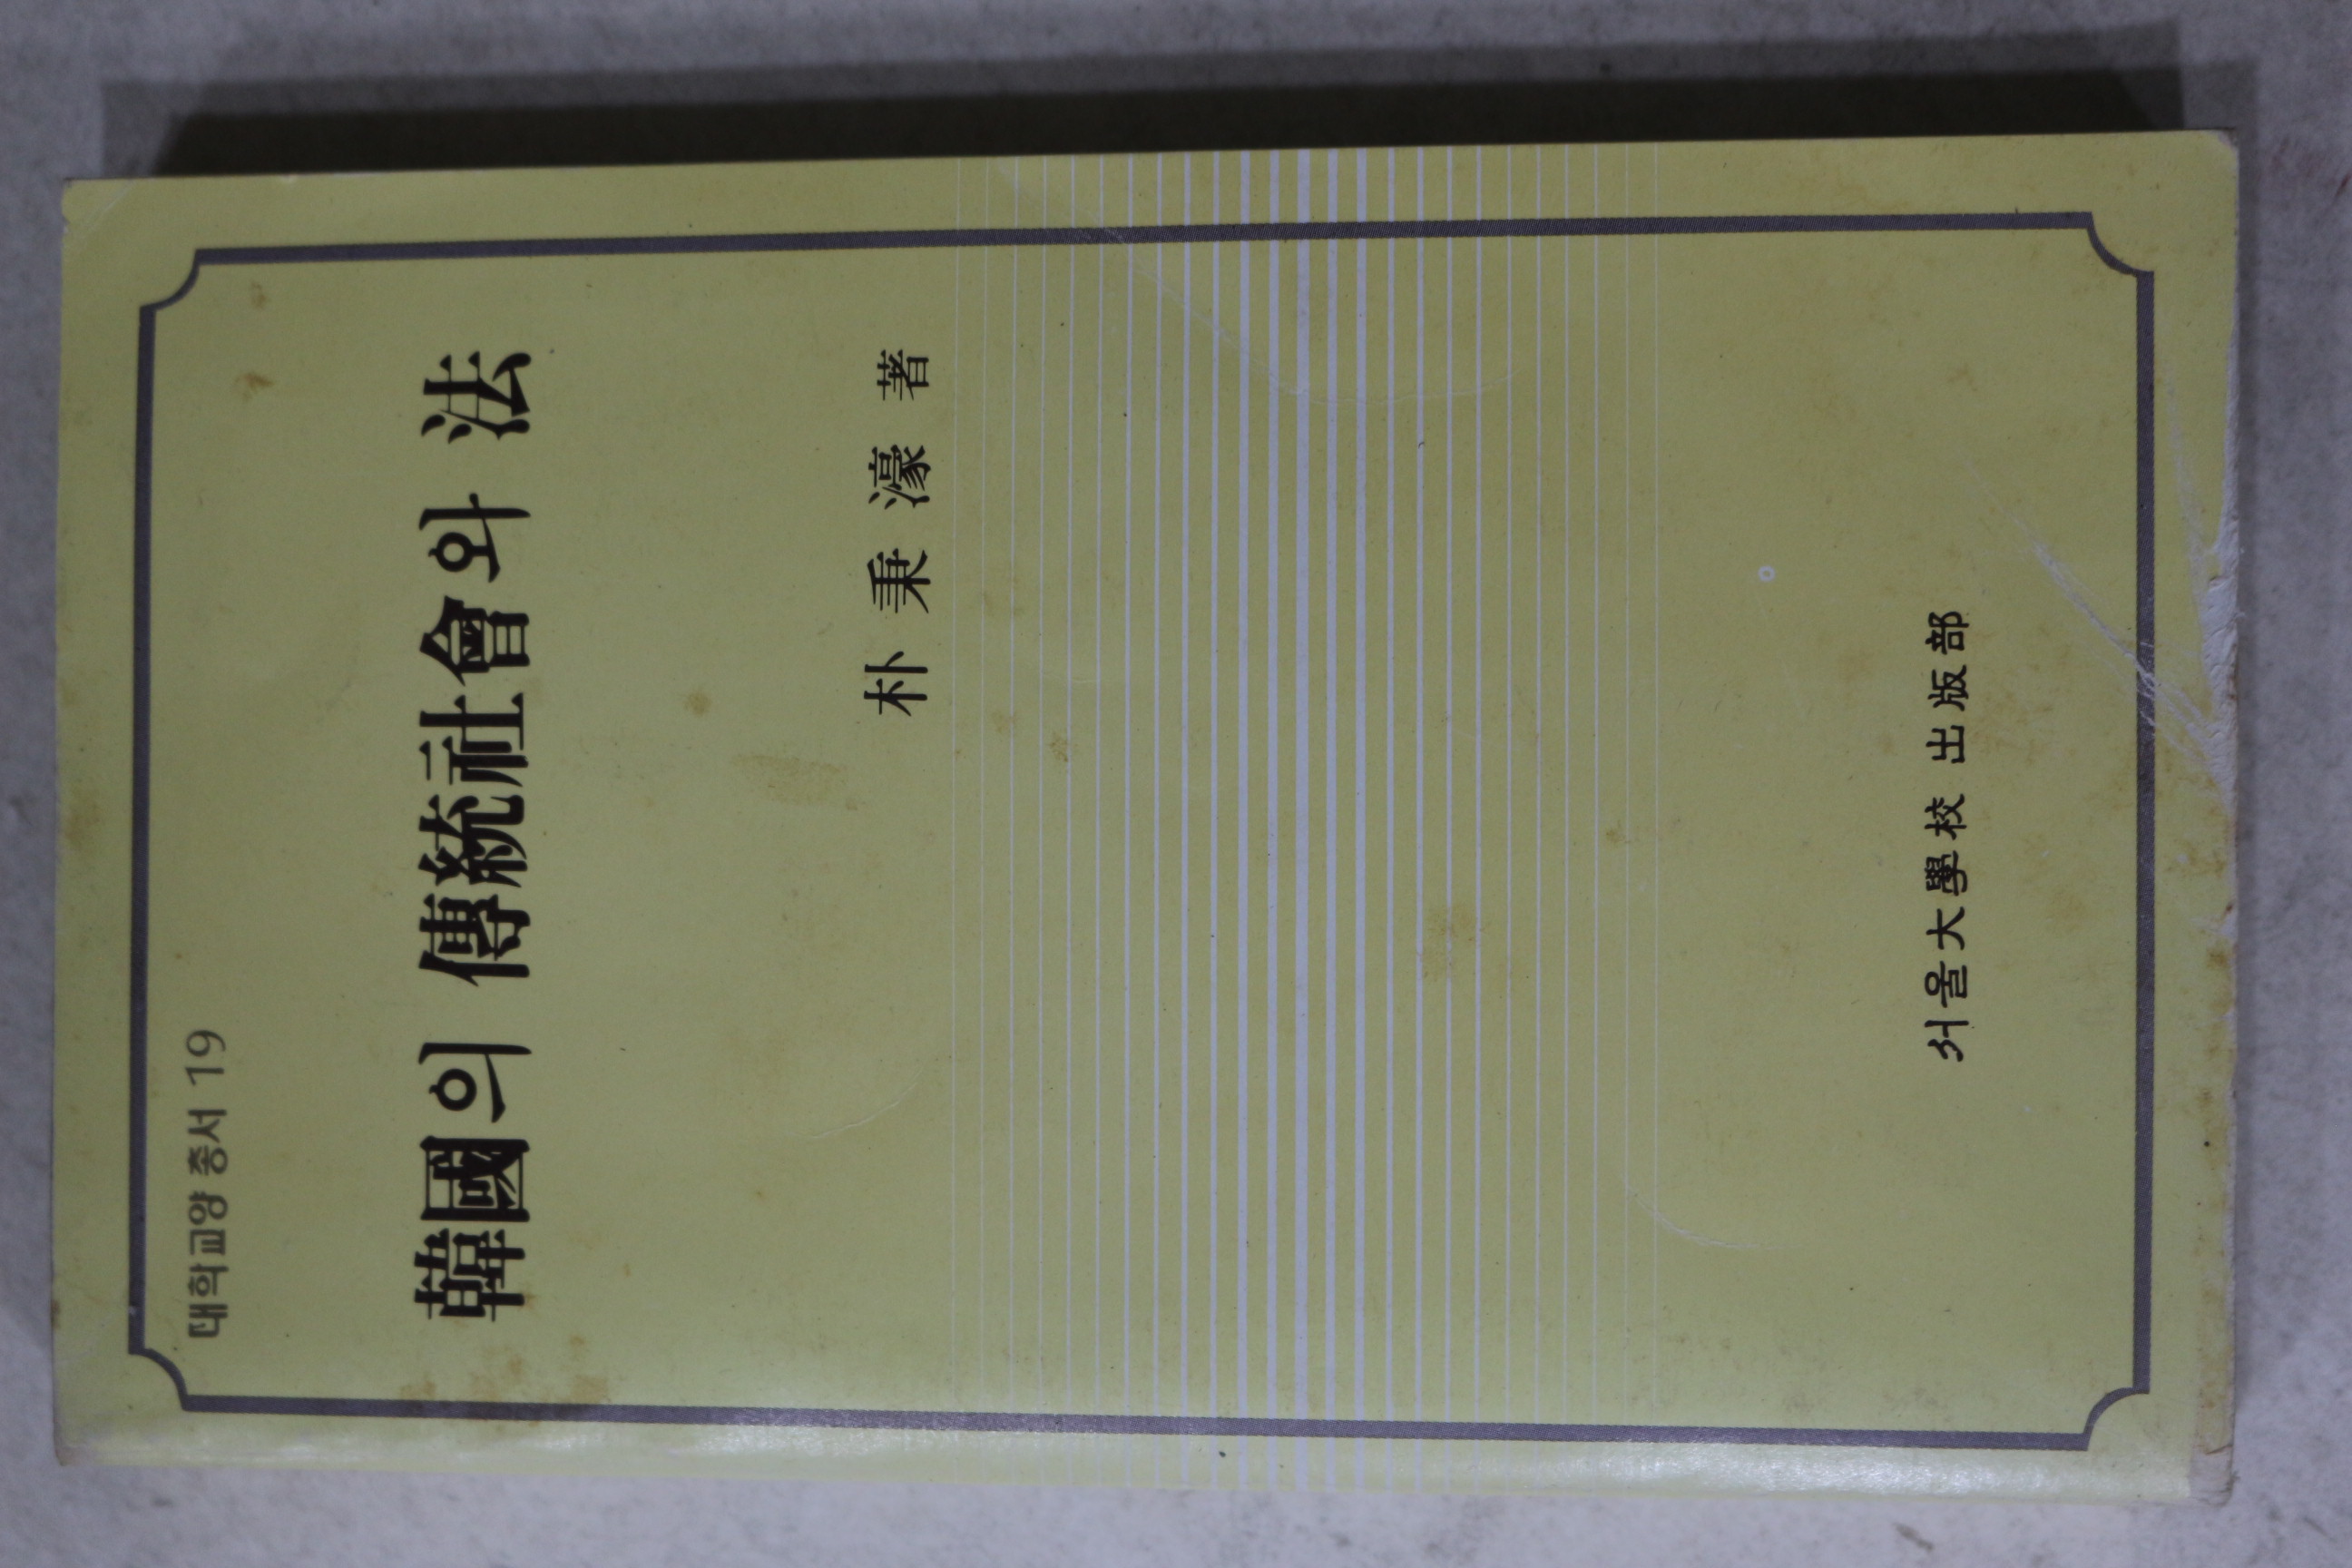 대학교양 총서 19
韓國의 傳統社會와 法
朴秉濠 著
서울大學校 出版部